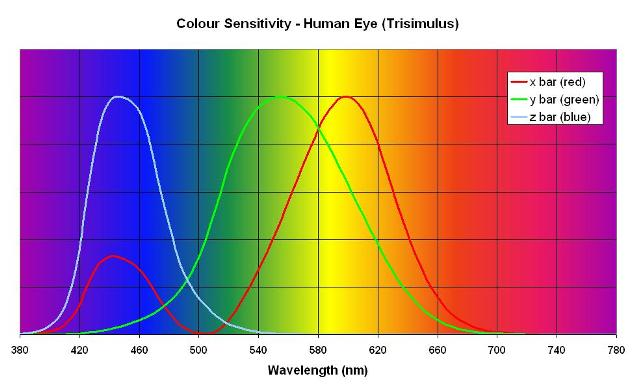 Colour Sensitivity - Human Eye (Trisimulus)
x bar (red)
y bar (green)
z bar (blue)
380 420 460 500 540 580 620 660 700 740 780
Wavelength (nm)